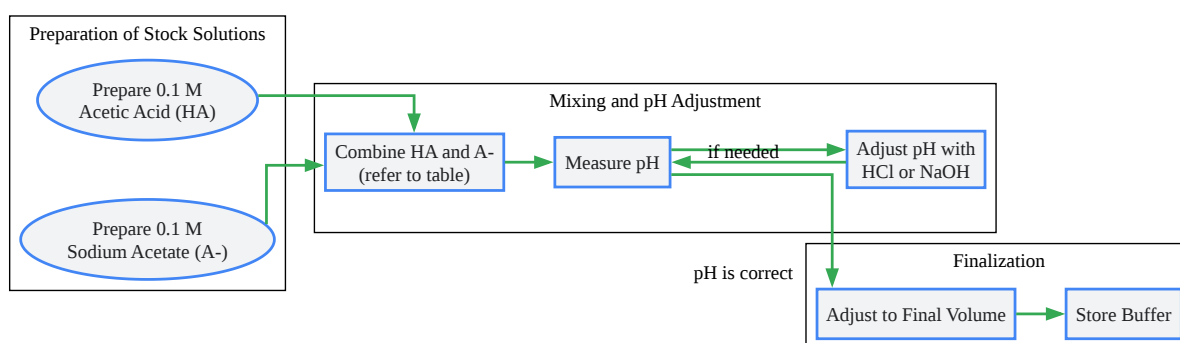 Preparation of Stock Solutions
Prepare 0.1 M
Acetic Acid (HA)
Prepare 0.1 M
Sodium Acetate (A-)
Mixing and pH Adjustment
Combine HA and A-
(refer to table)
Measure pH
if needed
Adjust pH with
HCl or NaOH
pH is correct
Finalization
Adjust to Final Volume
Store Buffer